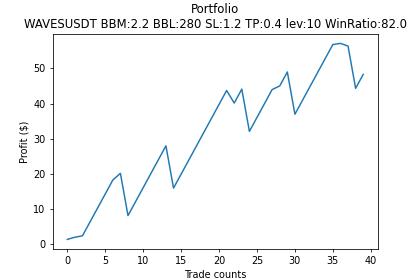 Portfolio
WAVESUSDT BBM:2.2 BBL:280 SL:1.2 TP:0.4 lev:10 WinRatio:82.0
Profit ($)
50
40
30
20
10
0
0 5 10 15 20 25 30 35 40
Trade counts